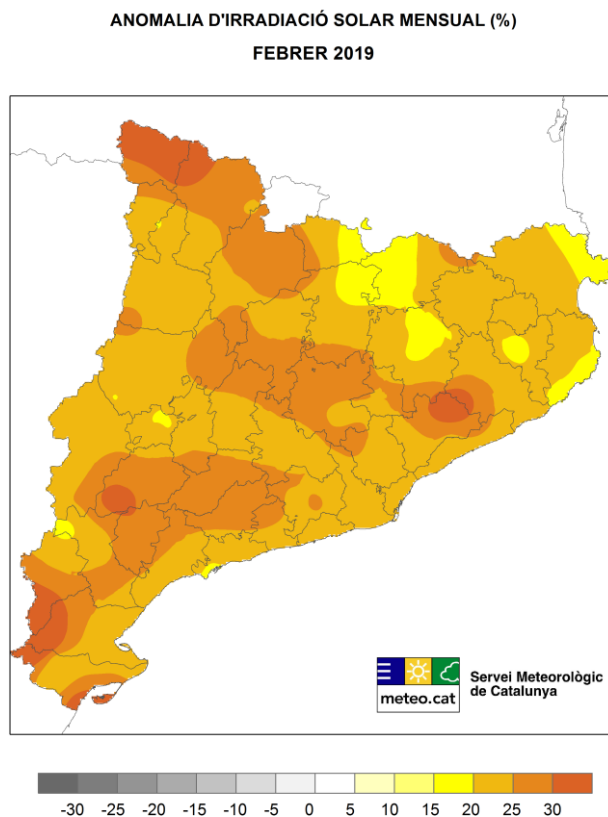 ANOMALIA D'IRRADIACIÓ SOLAR MENSUAL (%)
FEBRER 2019
meteo.cat
Servei Meteorològic
de Catalunya
-30 -25 -20 -15 -10 -5 0 5 10 15 20 25 30